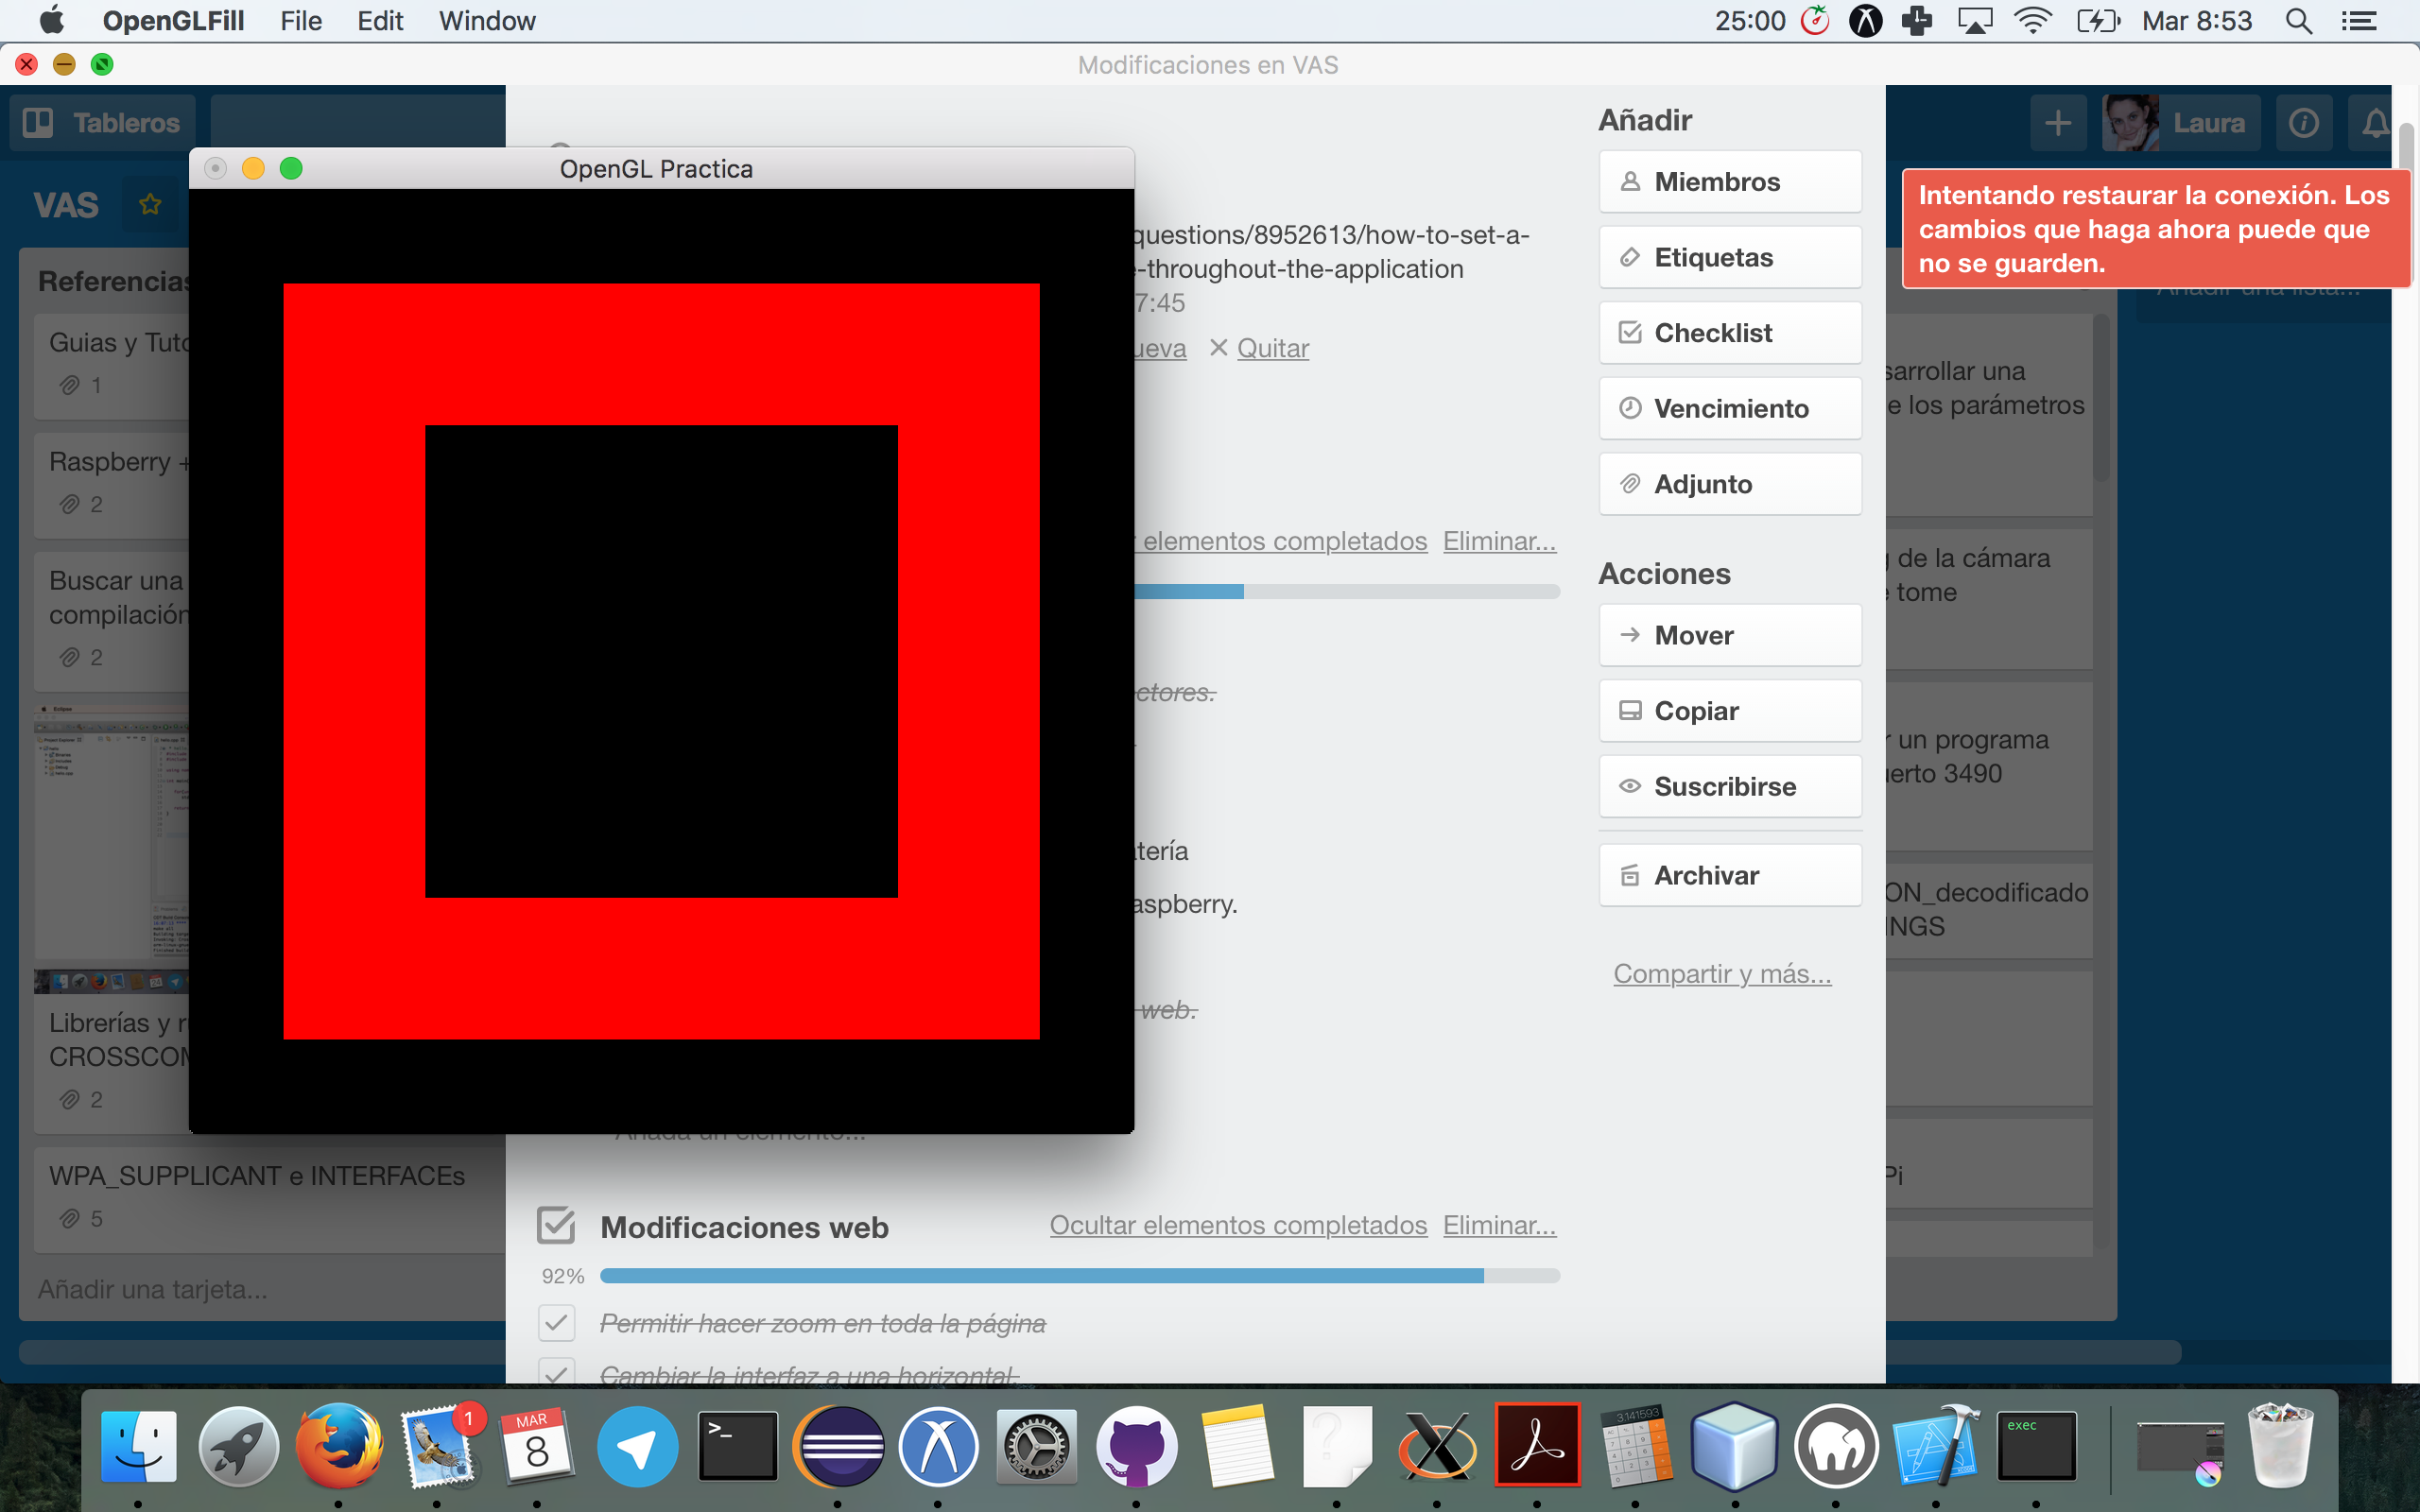 OpenGLFill File Edit Window 25:00 Mar 8:53
Modificaciones en VAS
Tableros
Laura
VAS
OpenGL Practica
Referencias
Guias y Tuto
1
Raspberry +
2
Buscar una
compilación
2
Librerías y r
CROSSCOM
2
WPA_SUPPLICANT e INTERFACEs
5
Añadir una tarjeta...
questions/8952613/how-to-set-a-
-throughout-the-application
7:45
ueva Quitar
elementos completados Eliminar...
ctores.
atería
aspberry.
web.
Añada un elemento...
Modificaciones web
Ocultar elementos completados Eliminar...
92%
Permitir hacer zoom en toda la página
Cambiar la interfaz a una horizontal.
Añadir
Miembros
Etiquetas
Checklist
Vencimiento
Adjunto
Acciones
Mover
Copiar
Suscribirse
Archivar
Compartir y más...
Intentando restaurar la conexión. Los
cambios que haga ahora puede que
no se guarden.
Añadir una lista...
sarrollar una
e los parámetros
g de la cámara
e tome
r un programa
uerto 3490
ON_decodificado
INGS
Pi
1
MAR
8
3.141593
exec